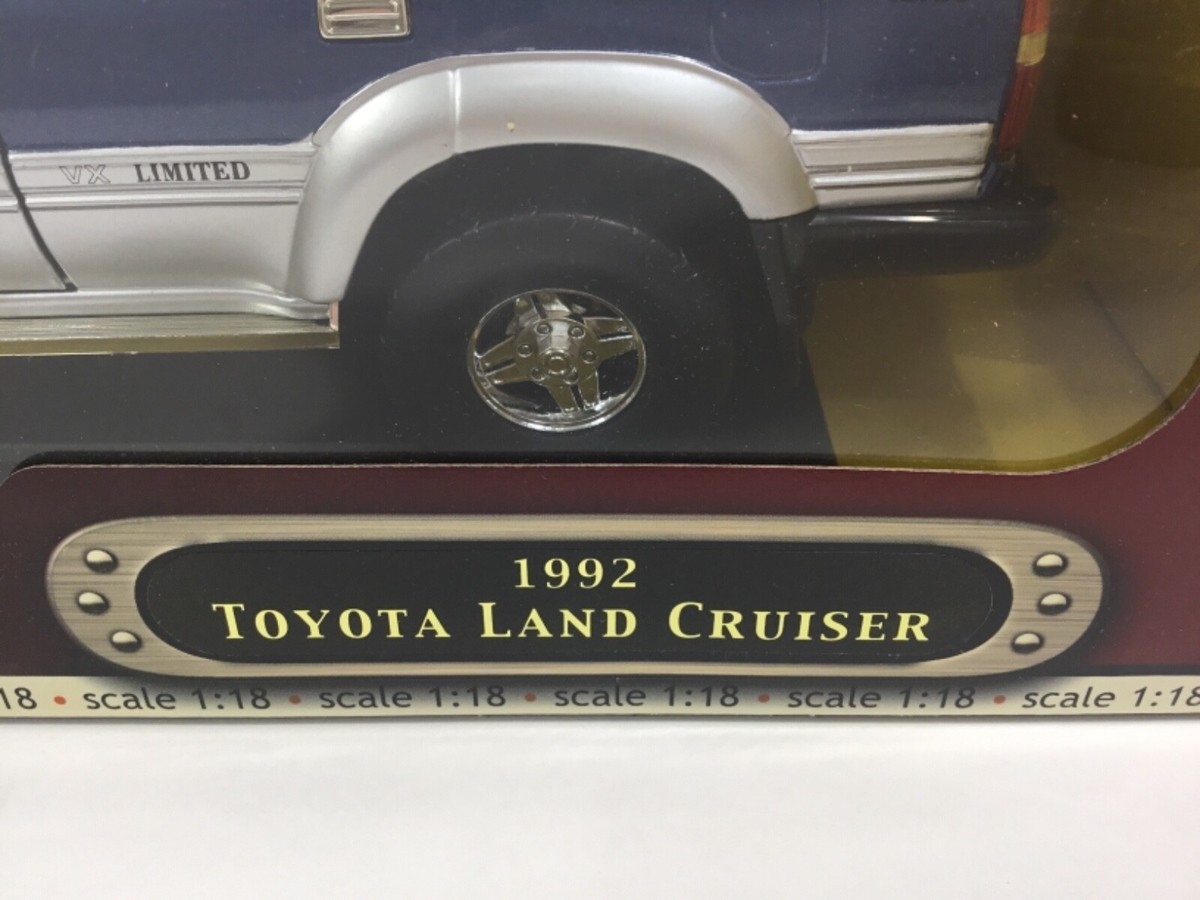 VX LIMITED
1992
TOYOTA LAND CRUISER
18 • scale 1:18 • scale 1:18 • scale 1:18 • scale 1:18 • scale 1:18